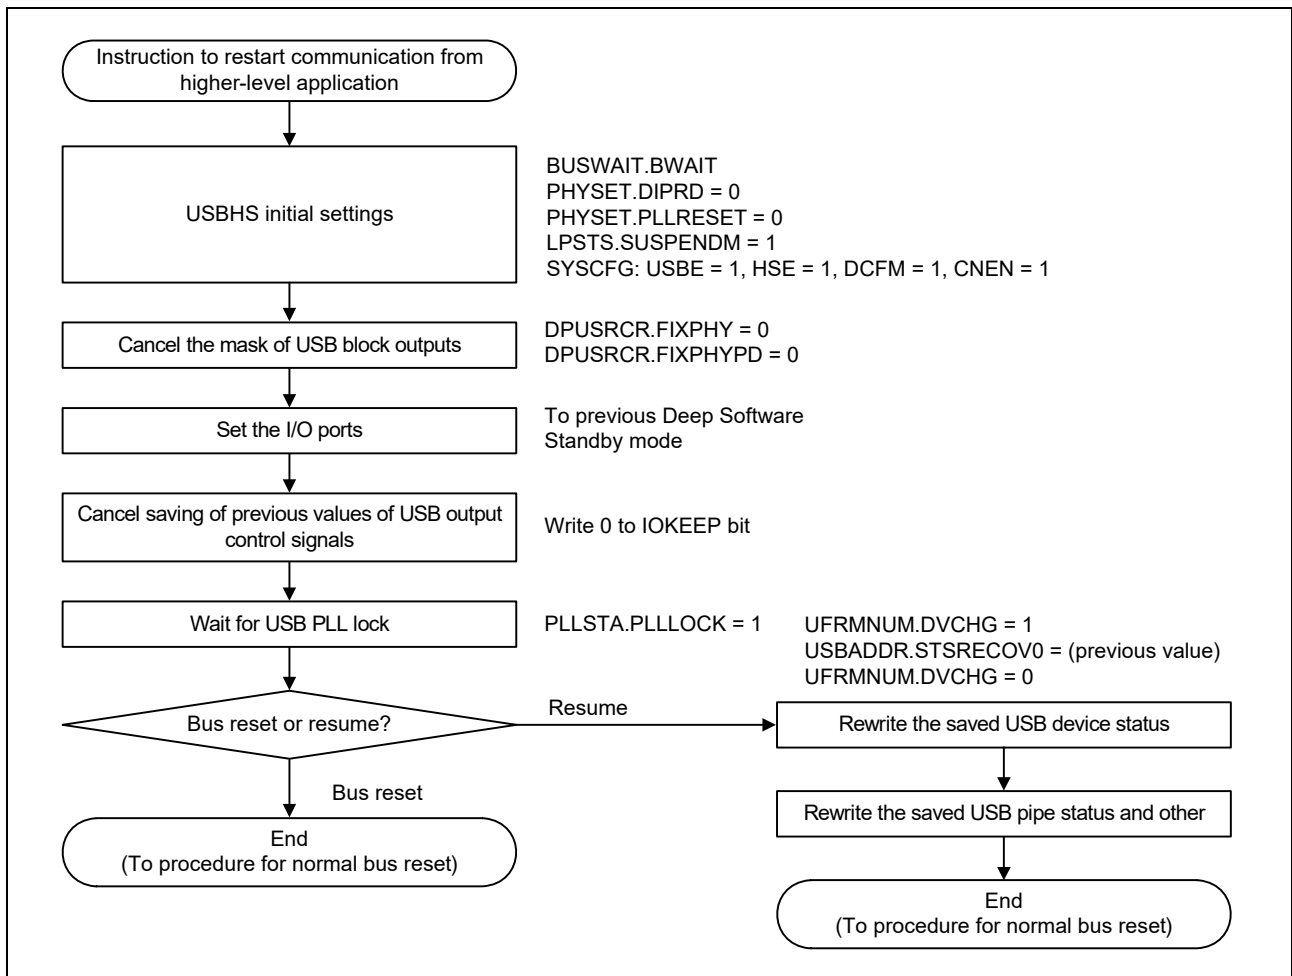 Instruction to restart communication from
higher-level application
USBHS initial settings
BUSWAIT.BWAIT
PHYSET.DIPRD = 0
PHYSET.PLLRESET = 0
LPSTS.SUSPENDM = 1
SYSCFG: USBE = 1, HSE = 1, DCFM = 1, CNEN = 1
Cancel the mask of USB block outputs
DPUSRCR.FIXPHY = 0
DPUSRCR.FIXPHYPD = 0
Set the I/O ports
To previous Deep Software
Standby mode
Cancel saving of previous values of USB output
control signals
Write 0 to IOKEEP bit
Wait for USB PLL lock
PLLSTA.PLLLOCK = 1
UFRMNUM.DVCHG = 1
USBADDR.STSRECOV0 = (previous value)
UFRMNUM.DVCHG = 0
Bus reset or resume?
Resume
Rewrite the saved USB device status
Bus reset
Rewrite the saved USB pipe status and other
End
(To procedure for normal bus reset)
End
(To procedure for normal bus reset)